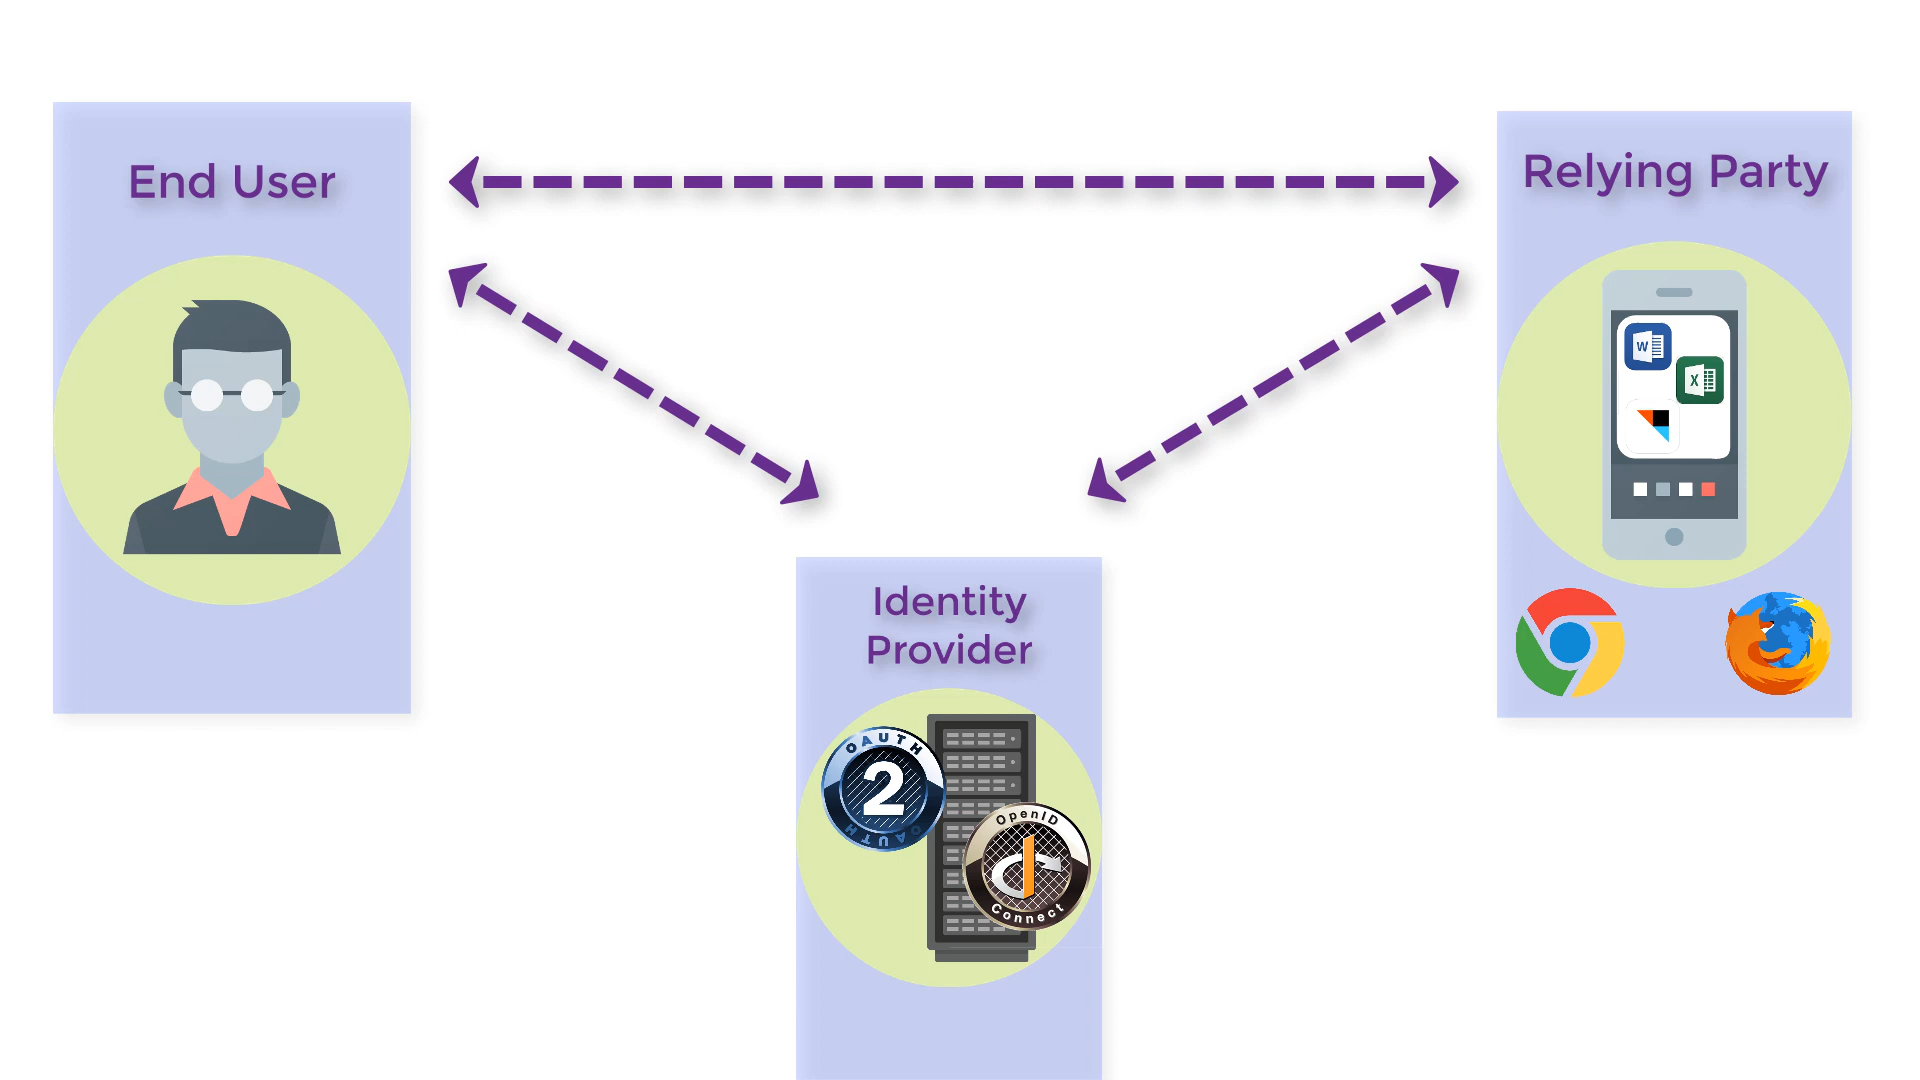 End User
Relying Party
W
X
Identity
Provider
OAUTH
2
OAUTH
OpenID
Connect